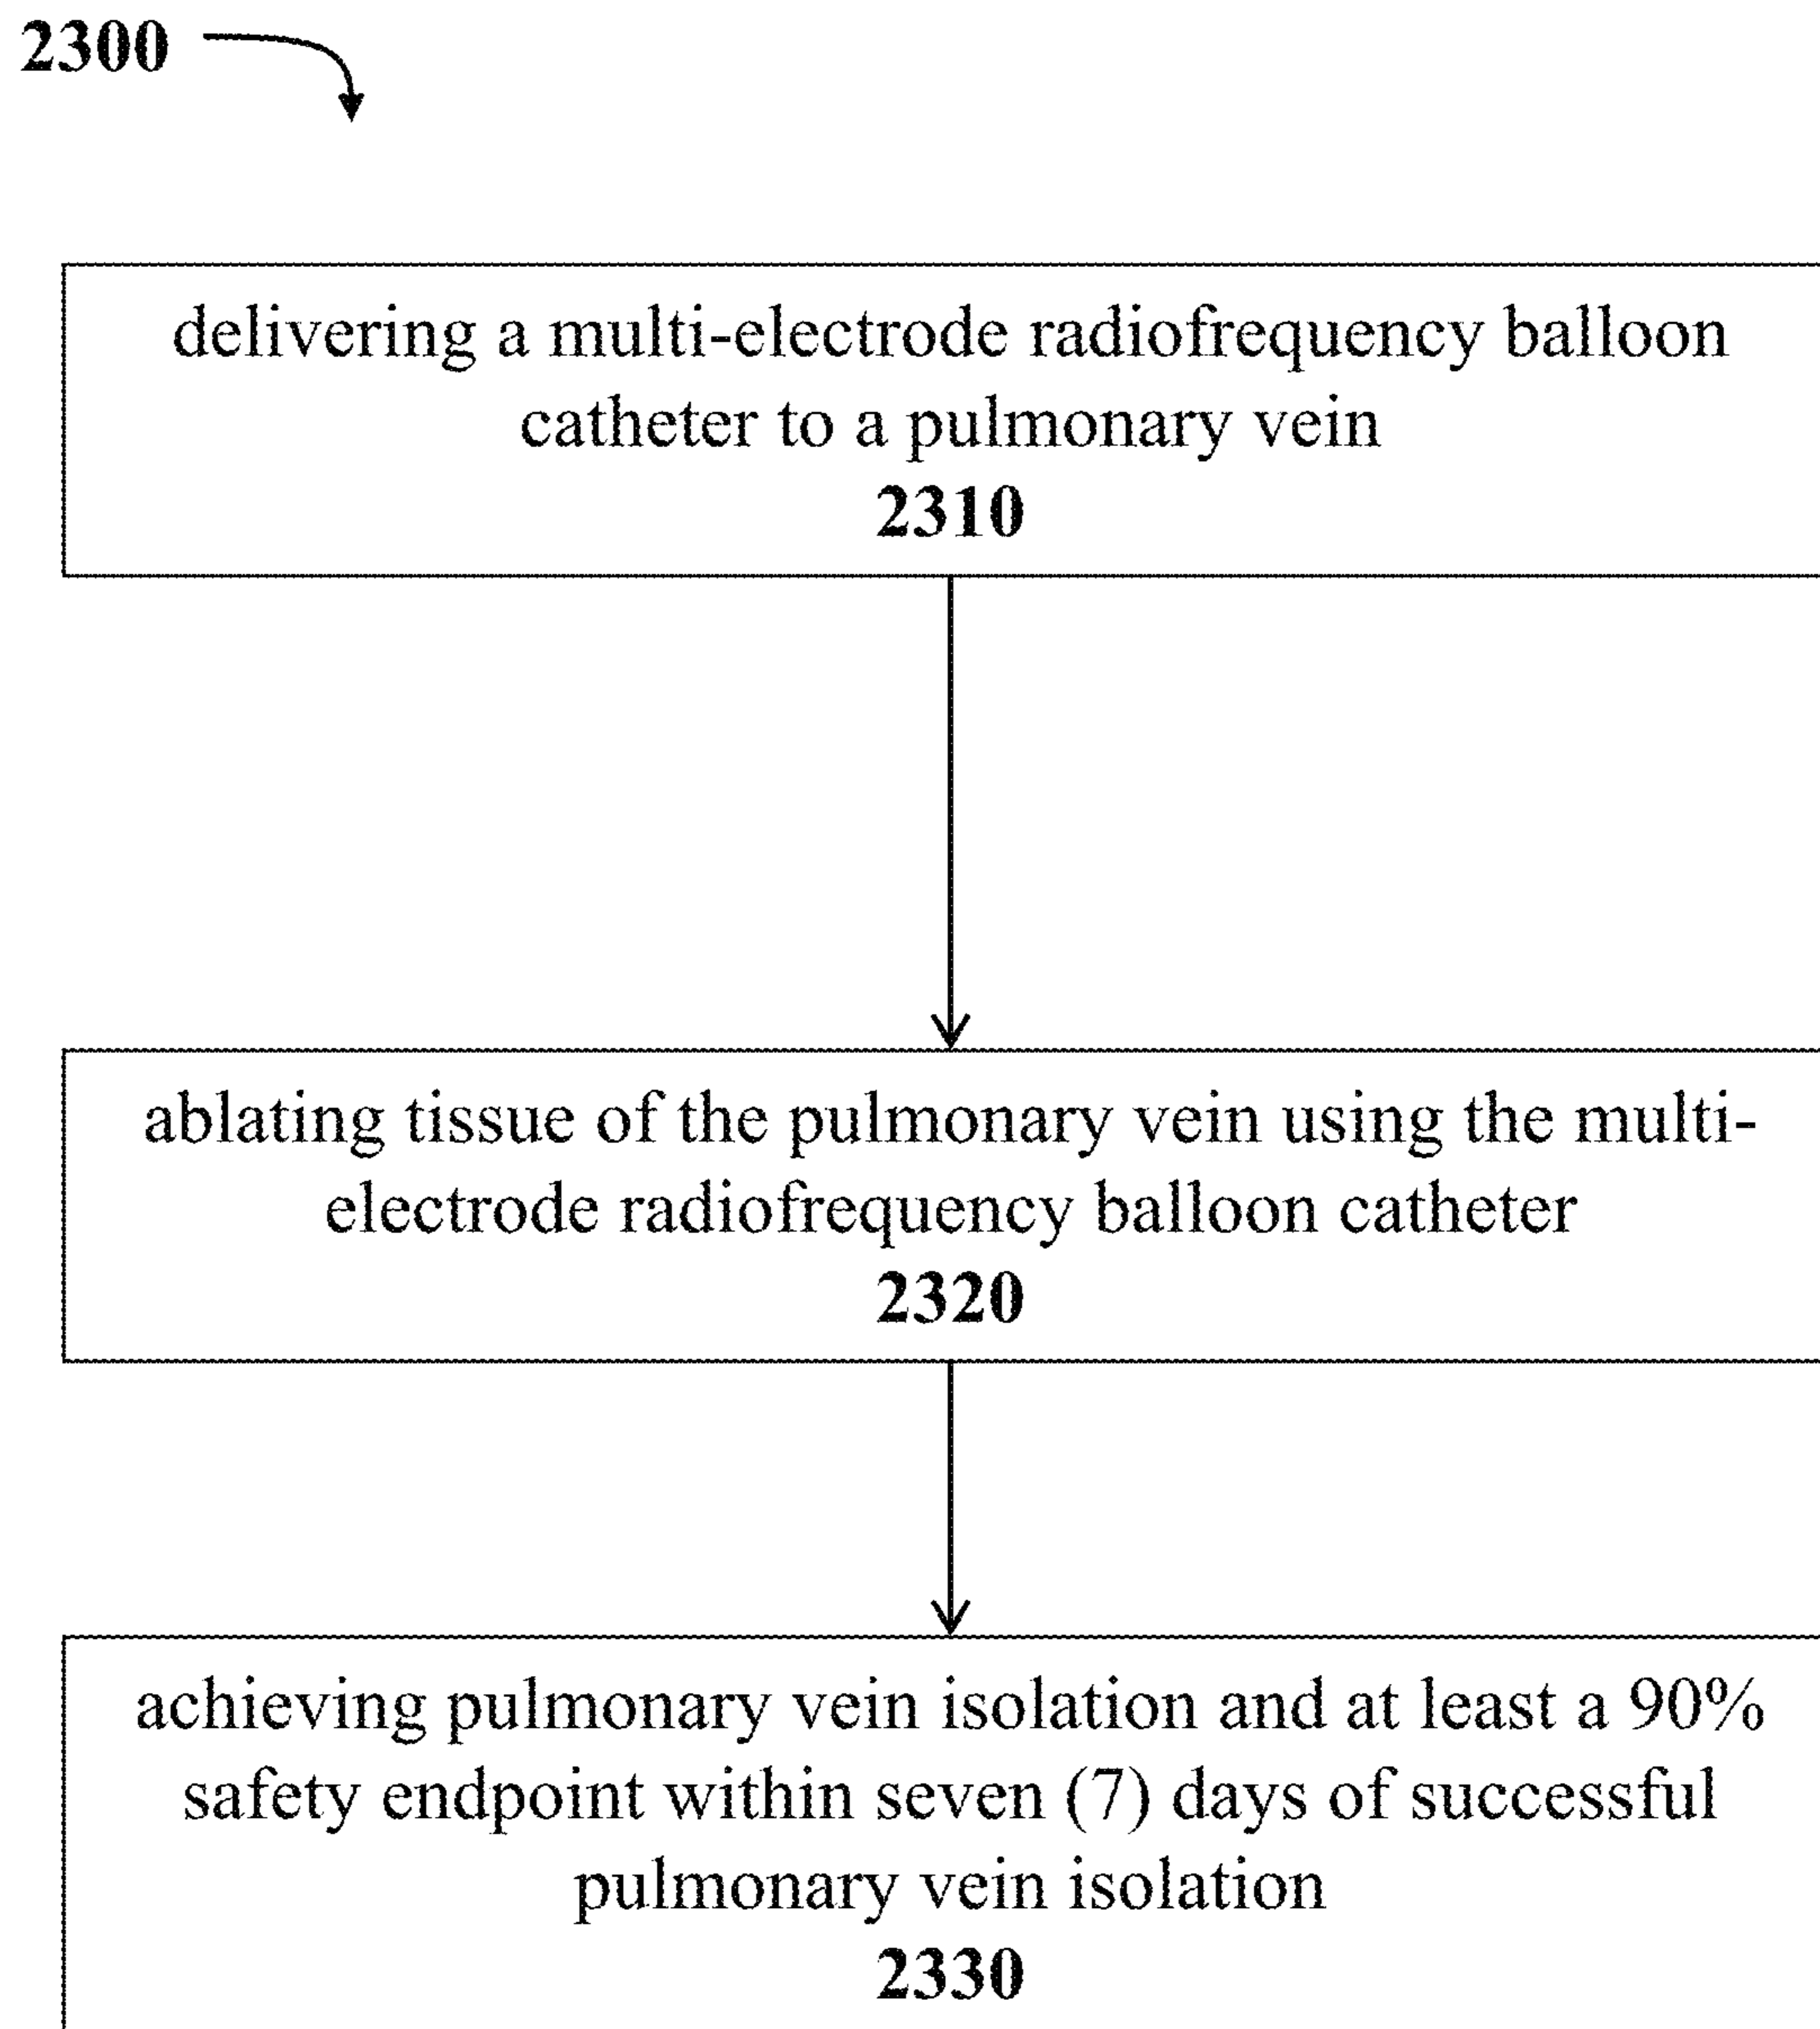 2300
delivering a multi-electrode radiofrequency balloon
catheter to a pulmonary vein
2310
ablating tissue of the pulmonary vein using the multi-
electrode radiofrequency balloon catheter
2320
achieving pulmonary vein isolation and at least a 90%
safety endpoint within seven (7) days of successful
pulmonary vein isolation
2330